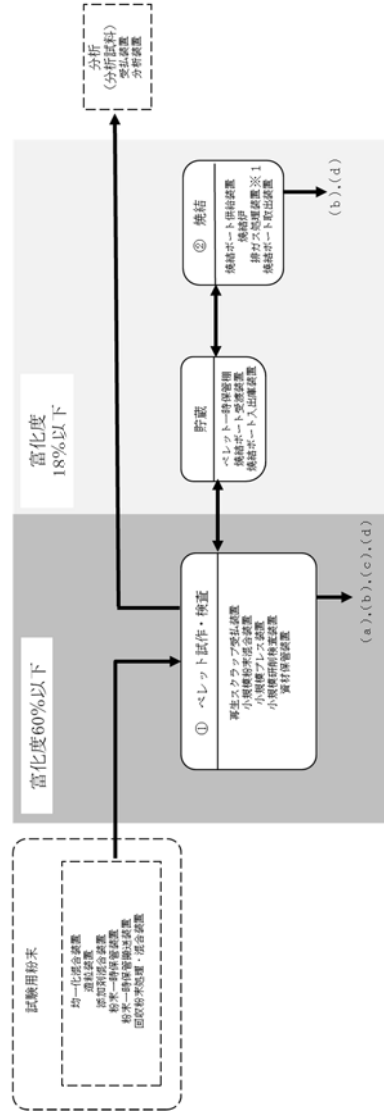 試験用粉末
均一化混合装置
造粒装置
添加剤混合装置
粉末一時保管装置
粉末一時保管搬送装置
回収粉末処理・混合装置
富化度60%以下
① ペレット試作・検査
再生スクラップ受払装置
小規模粉末混合装置
小規模プレス装置
小規模研削検査装置
資材保管装置
(a),(b),(c),(d)
富化度
18%以下
貯蔵
ペレット一時保管棚
焼結ボート受渡装置
焼結ボート入出庫装置
② 焼結
焼結ボート供給装置
焼結炉
排ガス処理装置※1
焼結ボート取出装置
(b),(d)
分析
(分析試料)
受払装置
分析装置